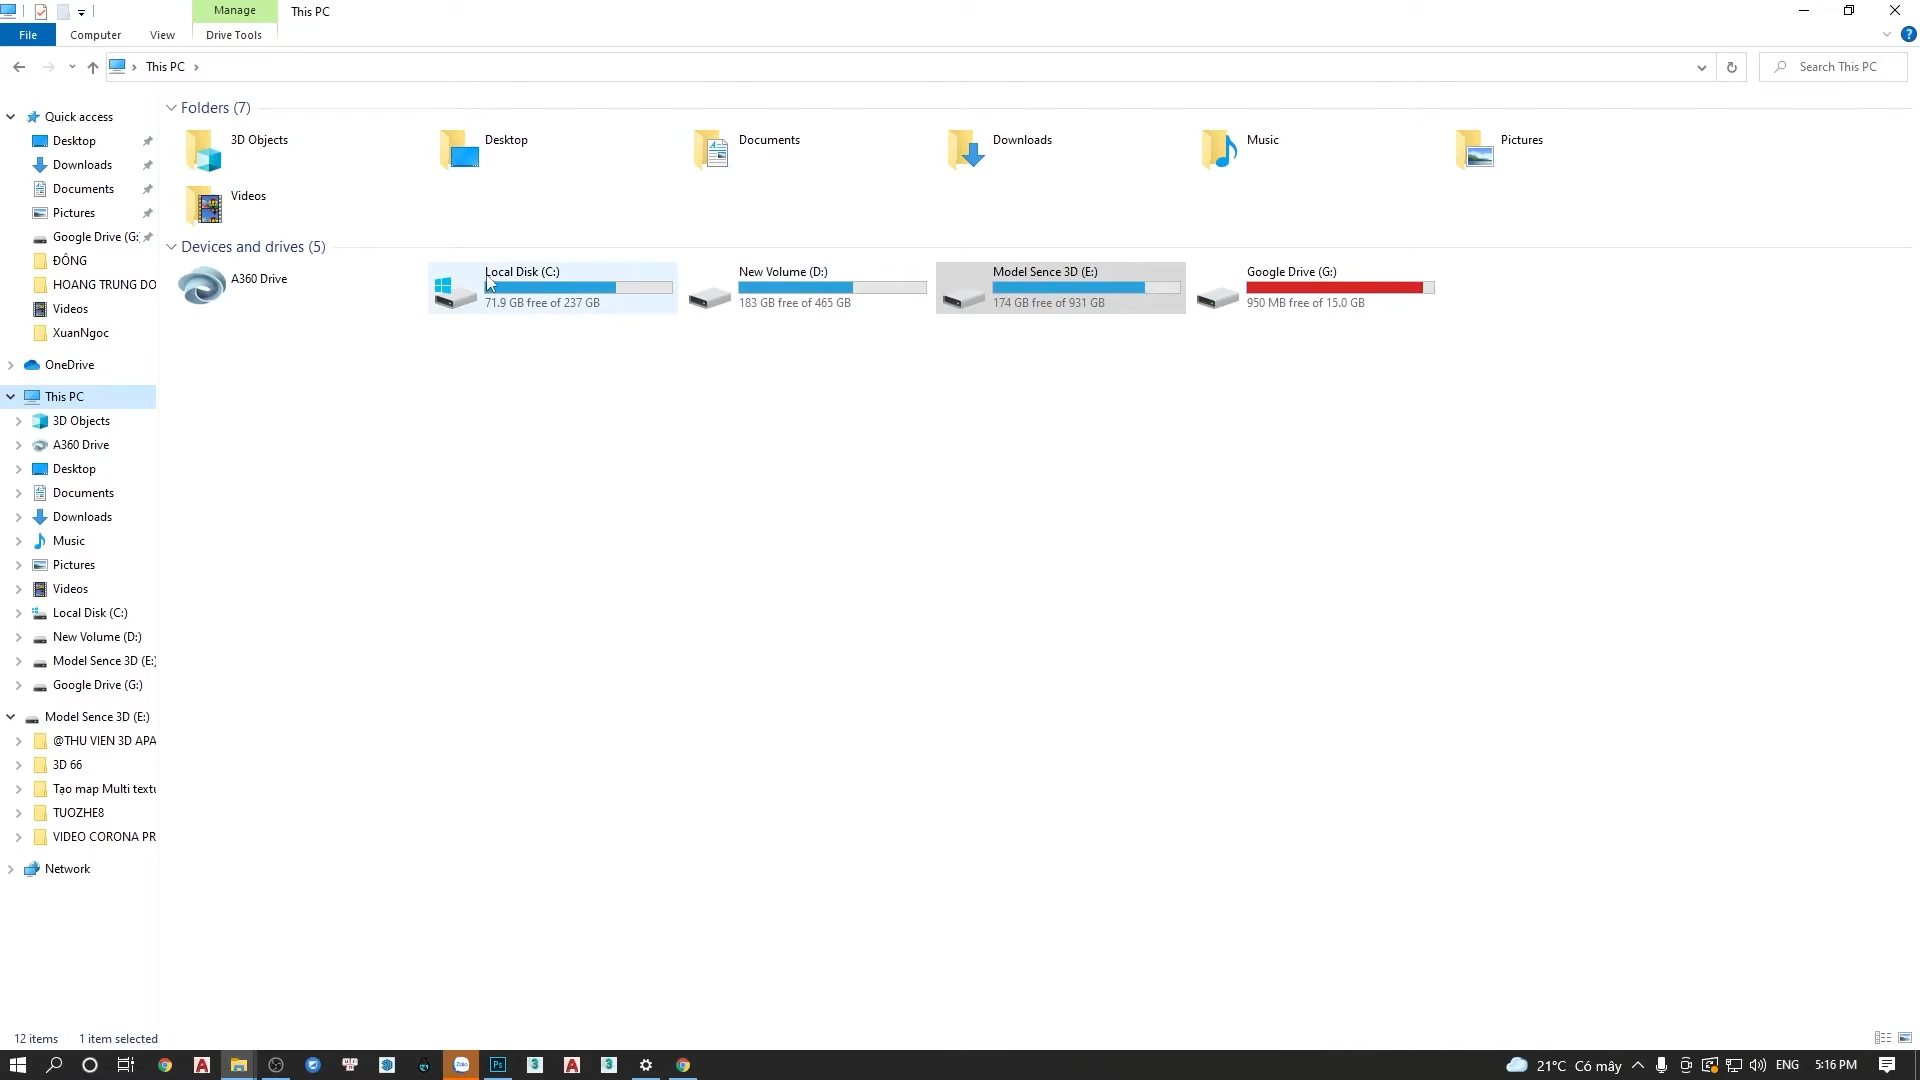 Manage
This PC
File
Computer
View
Drive Tools
This PC
Search This PC
Quick access
Desktop
Downloads
Documents
Pictures
Google Drive (G:
ĐÔNG
HOANG TRUNG DO
Videos
XuanNgoc
OneDrive
This PC
3D Objects
A360 Drive
Desktop
Documents
Downloads
Music
Pictures
Videos
Local Disk (C:)
New Volume (D:)
Model Sence 3D (E:)
Google Drive (G:)
Model Sence 3D (E:)
@THU VIEN 3D APA
3D 66
Tạo map Multi textu
TUOZHE8
VIDEO CORONA PR
Network
Folders (7)
3D Objects
Desktop
Documents
Downloads
Music
Pictures
Videos
Devices and drives (5)
A360 Drive
Local Disk (C:)
71.9 GB free of 237 GB
New Volume (D:)
183 GB free of 465 GB
Model Sence 3D (E:)
174 GB free of 931 GB
Google Drive (G:)
950 MB free of 15.0 GB
12 items
1 item selected
Zalo
Ps
21°C Có mây
ENG
5:16 PM